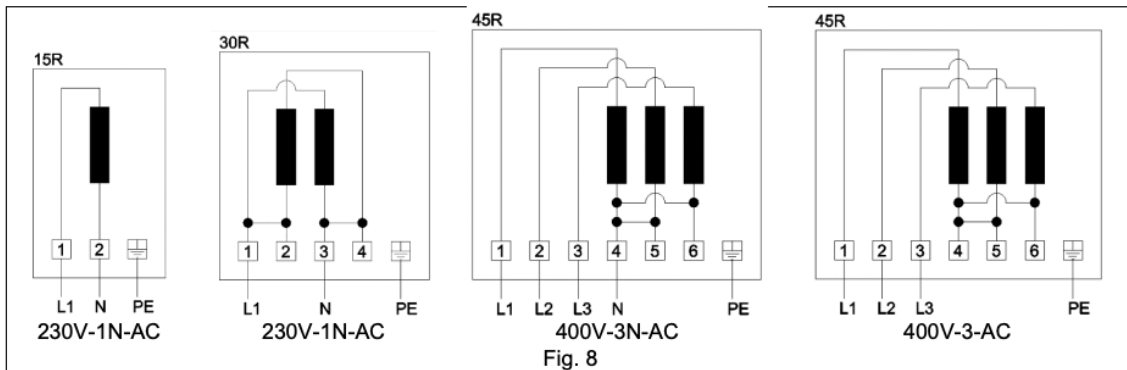 15R
1 2
L1 N PE
230V-1N-AC
30R
1 2 3 4
L1 N PE
230V-1N-AC
45R
1 2 3 4 5 6
L1 L2 L3 N PE
400V-3N-AC
45R
1 2 3 4 5 6
L1 L2 L3 PE
400V-3-AC
Fig. 8